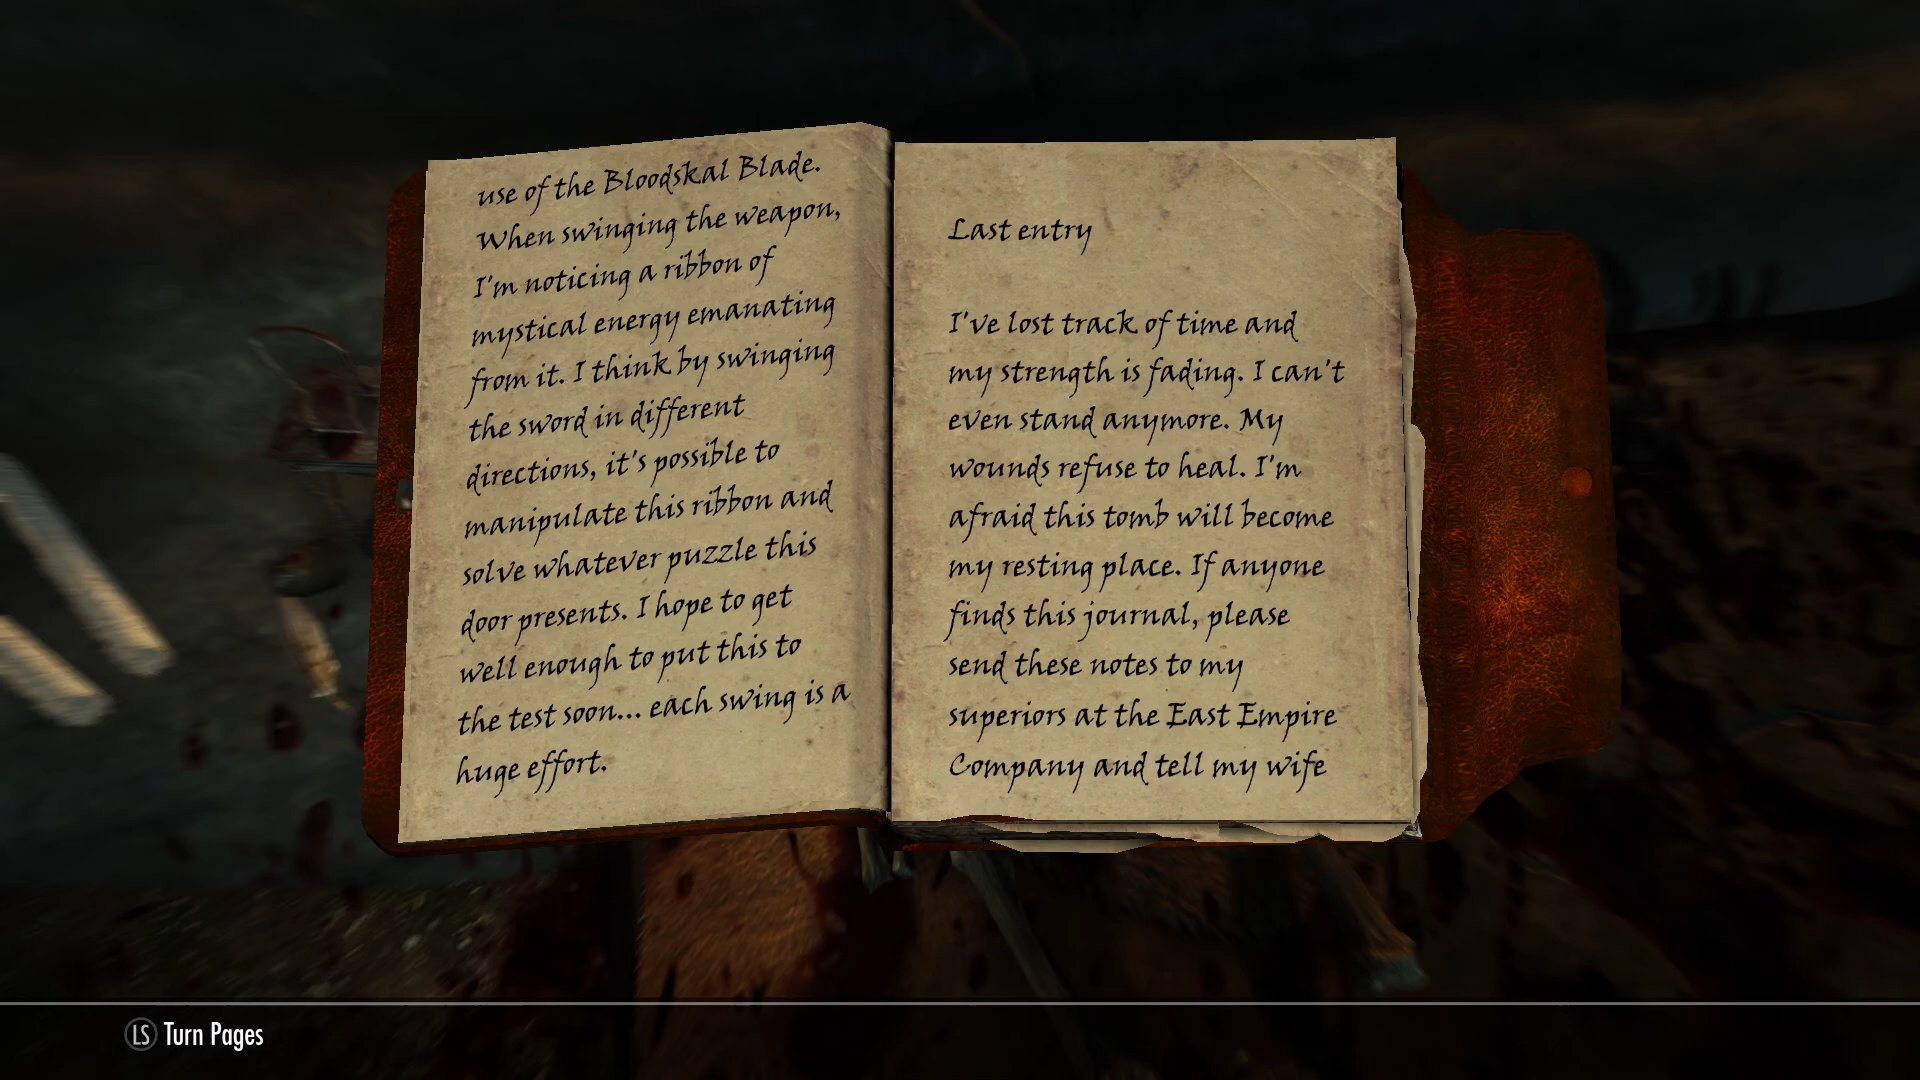 use of the Bloodskal Blade.
When swinging the weapon,
I'm noticing a ribbon of
mystical energy emanating
from it. I think by swinging
the sword in different
directions, it's possible to
manipulate this ribbon and
solve whatever puzzle this
door presents. I hope to get
well enough to put this to
the test soon... each swing is a
huge effort.
Last entry
I've lost track of time and
my strength is fading. I can't
even stand anymore. My
wounds refuse to heal. I'm
afraid this tomb will become
my resting place. If anyone
finds this journal, please
send these notes to my
superiors at the East Empire
Company and tell my wife
LS Turn Pages